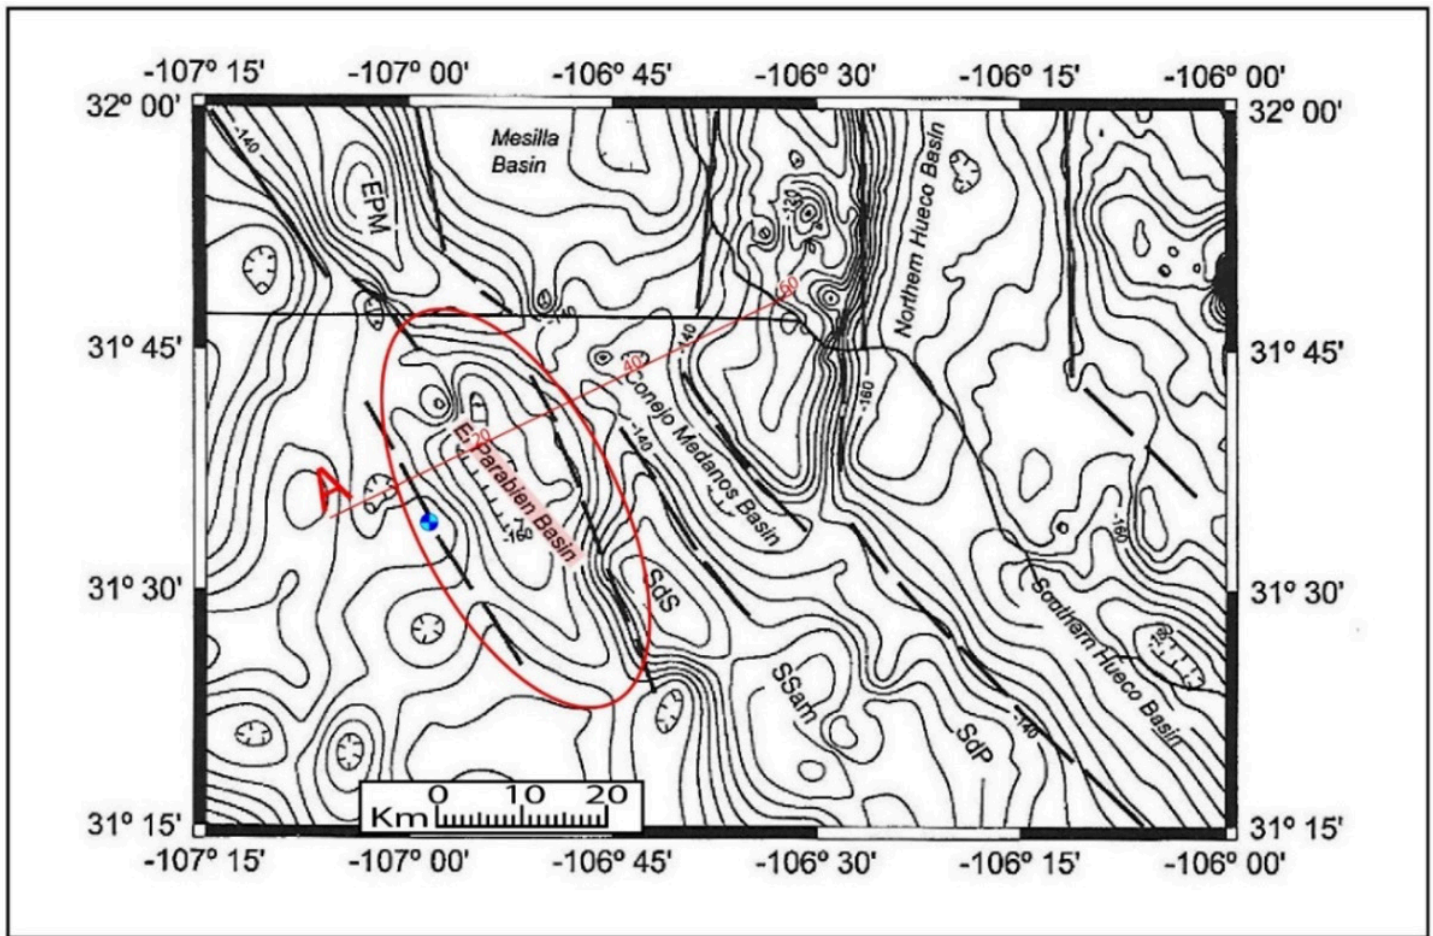 -107º 15' -107º 00' -106º 45' -106º 30' -106º 15' -106º 00'
32º 00' 32º 00'
-140
Mesilla
Basin
EPM
Northern Hueco Basin
-120
60
31º 45' 31º 45'
-140
40
-160
Conejo Medanos Basin
-140
20
El Parabien Basin
A
-160
-160
31º 30' 31º 30'
SdS
Southern Hueco Basin
SSam
SdP
-140
0 10 20
Km
31º 15' 31º 15'
-107º 15' -107º 00' -106º 45' -106º 30' -106º 15' -106º 00'